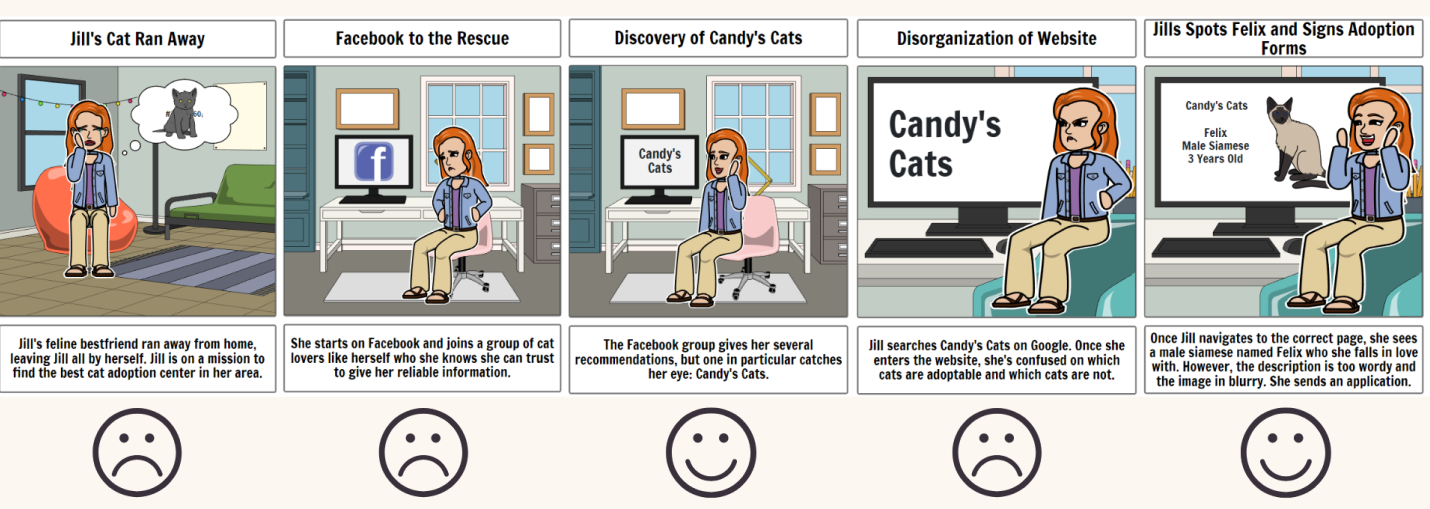 Jill's Cat Ran Away
Facebook to the Rescue
Discovery of Candy's Cats
Disorganization of Website
Jills Spots Felix and Signs Adoption
Forms
f
Candy's
Cats
Candy's
Cats
Candy's Cats
Felix
Male Siamese
3 Years Old
Jill's feline bestfriend ran away from home,
leaving Jill all by herself. Jill is on a mission to
find the best cat adoption center in her area.
She starts on Facebook and joins a group of cat
lovers like herself who she knows she can trust
to give her reliable information.
The Facebook group gives her several
recommendations, but one in particular catches
her eye: Candy's Cats.
Jill searches Candy's Cats on Google. Once she
enters the website, she's confused on which
cats are adoptable and which cats are not.
Once Jill navigates to the correct page, she sees
a male siamese named Felix who she falls in love
with. However, the description is too wordy and
the image in blurry. She sends an application.